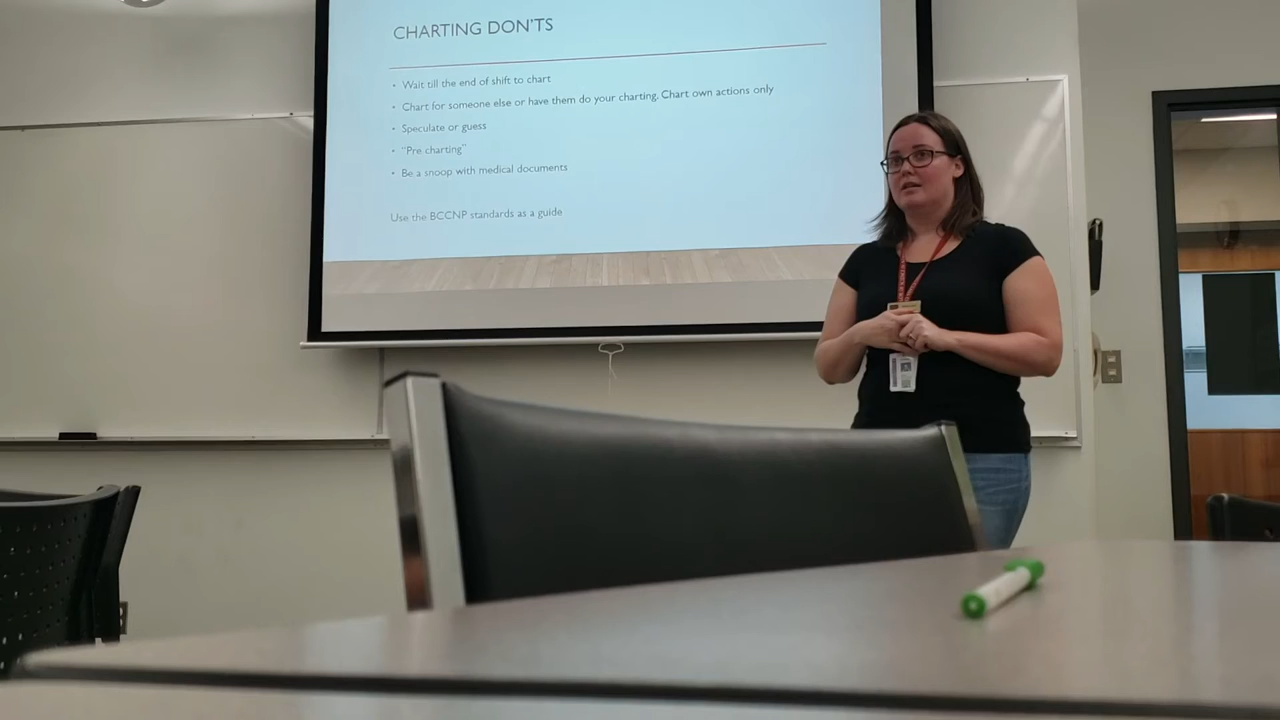 CHARTING DON'TS
• Wait till the end of shift to chart
• Chart for someone else or have them do your charting. Chart own actions only
• Speculate or guess
• "Pre charting"
• Be a snoop with medical documents
Use the BCCNP standards as a guide